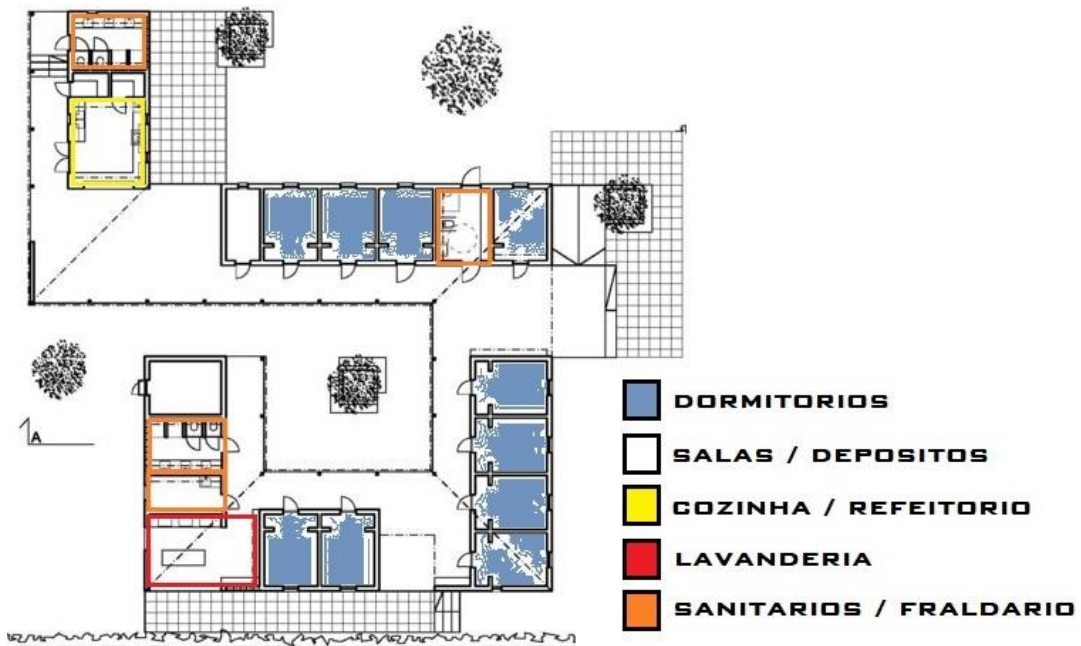 A
DORMITORIOS
SALAS / DEPOSITOS
COZINHA / REFEITORIO
LAVANDERIA
SANITARIOS / FRALDARIO